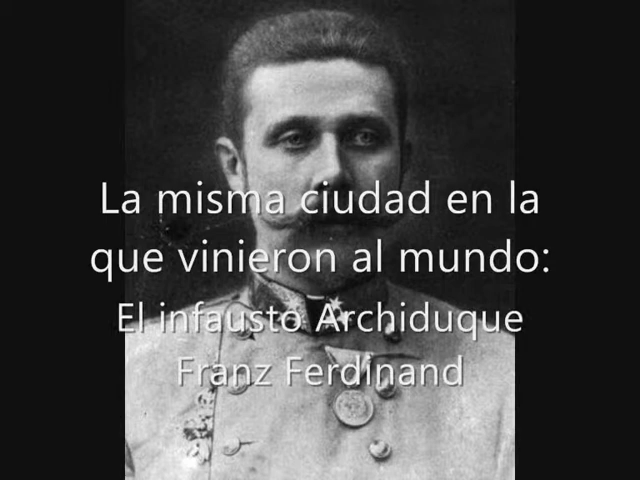 La misma ciudad en la
que vinieron al mundo:
El infausto Archiduque
Franz Ferdinand